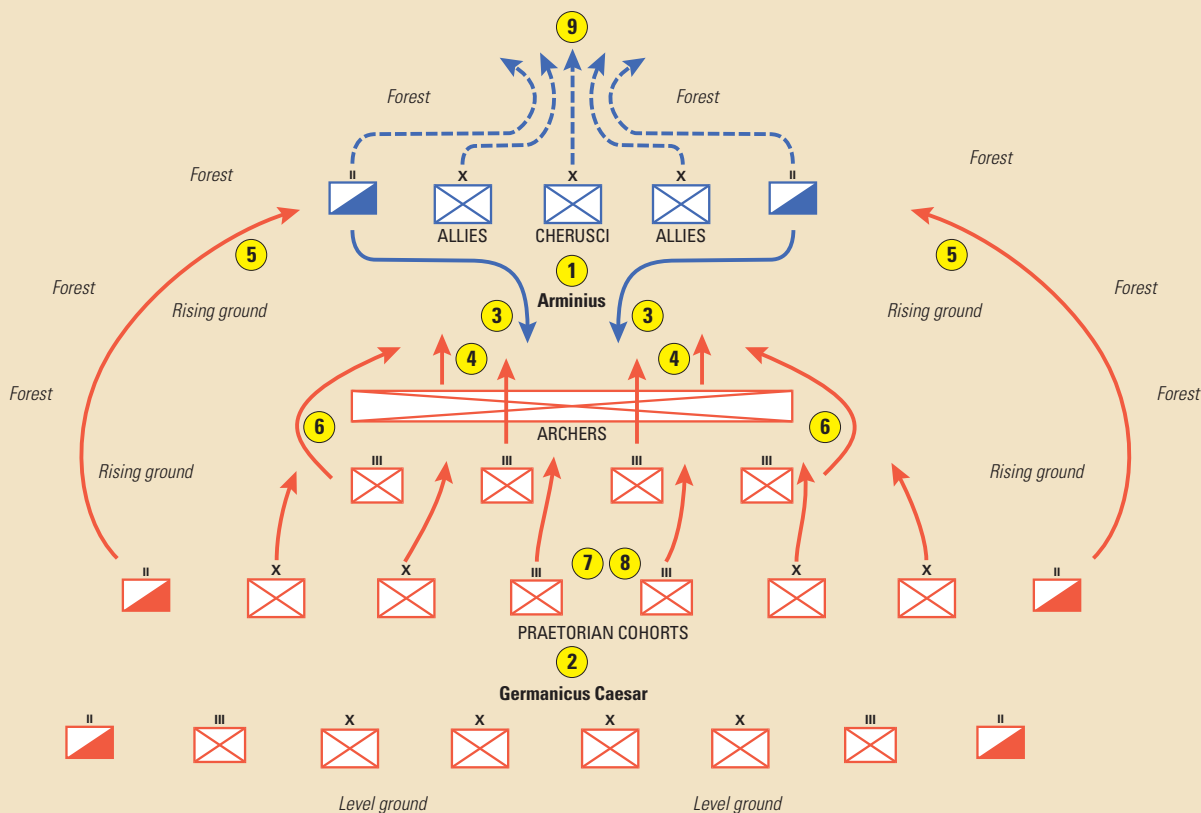 9
Forest Forest
Forest Forest
II X X X II
ALLIES CHERUSCI ALLIES
5 5
1
Arminius
Forest Forest
Rising ground Rising ground
3 3
4 4
Forest Forest
6 ARCHERS 6
Rising ground III III III III Rising ground
7 8
II X X III III X X II
PRAETORIAN COHORTS
2
Germanicus Caesar
II III X X X X III II
Level ground Level ground